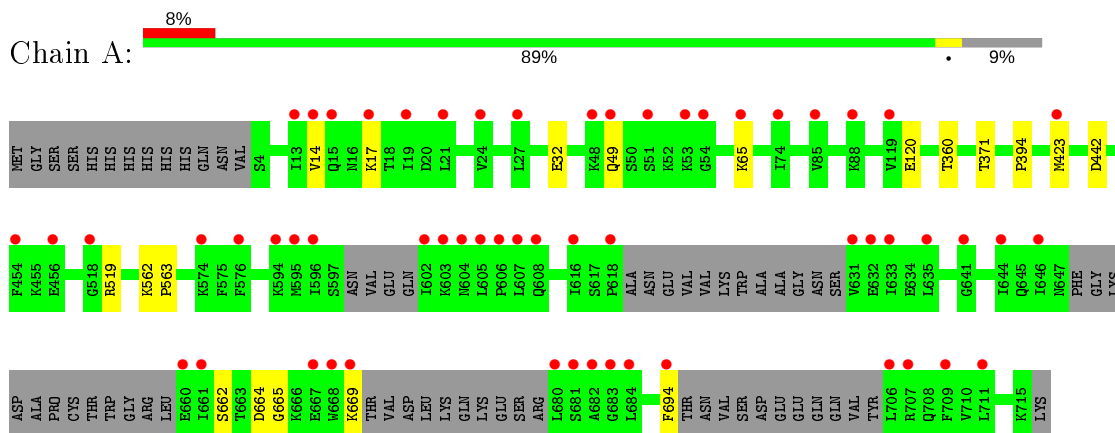 8%
Chain A:
89% • 9%
MET GLY SER SER HIS HIS HIS HIS HIS HIS GLN ASN VAL S4 I13 V14 Q15 N16 K17 T18 I19 D20 L21 V24 L27 E32 K48 Q49 S50 S51 K52 K53 G54 K65 I74 V85 K88 V119 E120 T360 T371 P394 M423 D442
F454 K455 E456 G518 R519 K562 P563 K574 F575 F576 K594 M595 I596 S597 ASN VAL GLU GLN I602 K603 N604 L605 P606 L607 Q608 I616 S617 P618 ALA ASN GLU VAL VAL LYS TRP ALA ALA GLY ASN SER V631 E632 I633 E634 L635 G641 I644 Q645 I646 N647 PHE GLY LYS
ASP ALA PRO CYS THR TRP GLY ARG LEU E660 I661 S662 T663 D664 G665 K666 E667 W668 K669 THR VAL ASP LEU LYS GLN LYS GLU SER ARG L680 S681 A682 G683 L684 F694 THR ASN VAL SER ASP GLU GLU GLN GLN VAL TYR L706 R707 Q708 F709 V710 L711 K715 LYS